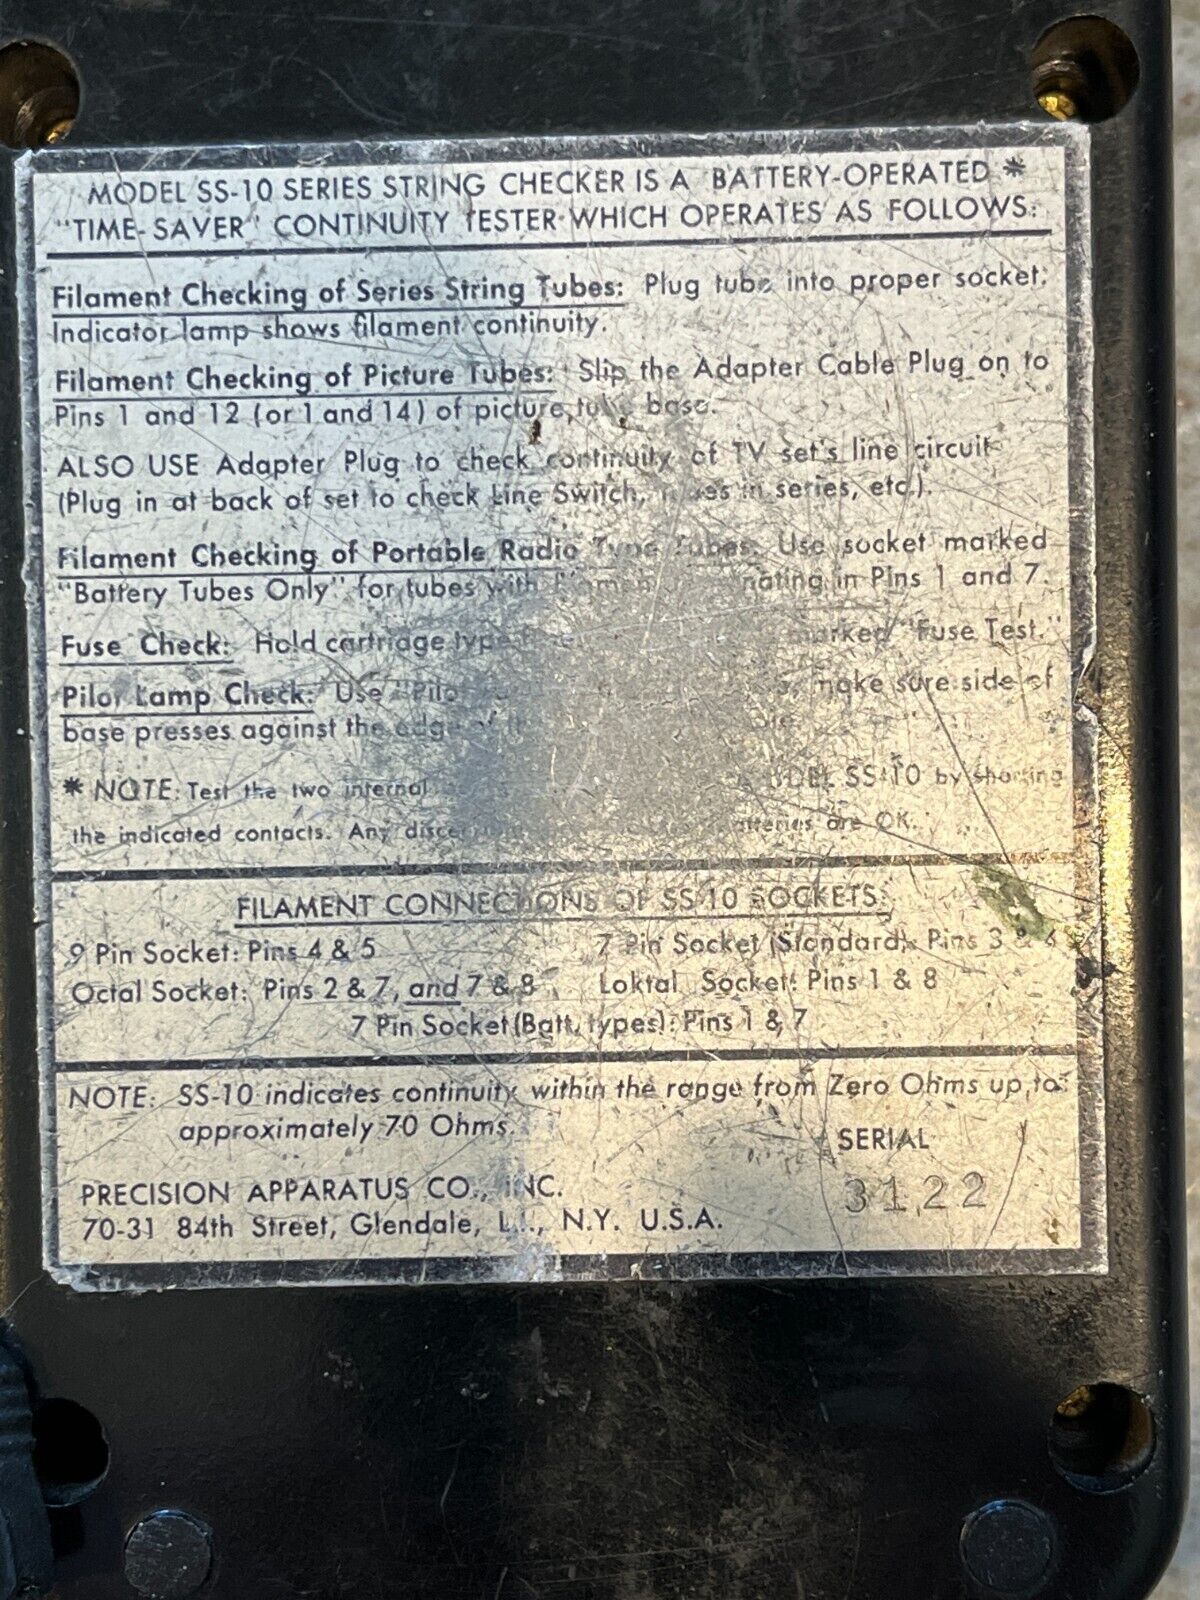 MODEL SS-10 SERIES STRING CHECKER IS A BATTERY-OPERATED *
"TIME-SAVER" CONTINUITY TESTER WHICH OPERATES AS FOLLOWS:
Filament Checking of Series String Tubes: Plug tube into proper socket.
Indicator lamp shows filament continuity.
Filament Checking of Picture Tubes: Slip the Adapter Cable Plug on to
Pins 1 and 12 (or 1 and 14) of picture tube base.
ALSO USE Adapter Plug to check continuity of TV set's line circuit
(Plug in at back of set to check Line Switch, in series, etc.).
Filament Checking of Portable Radio Type Tubes: Use socket marked
"Battery Tubes Only" for tubes with in Pins 1 and 7.
Fuse Check: Hold cartridge type marked "Fuse Test."
Pilot Lamp Check: Use make sure side of
base presses against the edge
* NOTE: Test the two internal SS-10 by shorting
the indicated contacts. Any batteries are OK.
FILAMENT CONNECTIONS OF SS-10 SOCKETS:
9 Pin Socket: Pins 4 & 5 7 Pin Socket (Standard): Pins 3 &
Octal Socket: Pins 2 & 7, and 7 & 8 Loktal Socket: Pins 1 & 8
7 Pin Socket (Batt. types): Pins 1 & 7
NOTE: SS-10 indicates continuity within the range from Zero Ohms up to
approximately 70 Ohms.
SERIAL
3122
PRECISION APPARATUS CO., INC.
70-31 84th Street, Glendale, L.I., N.Y. U.S.A.